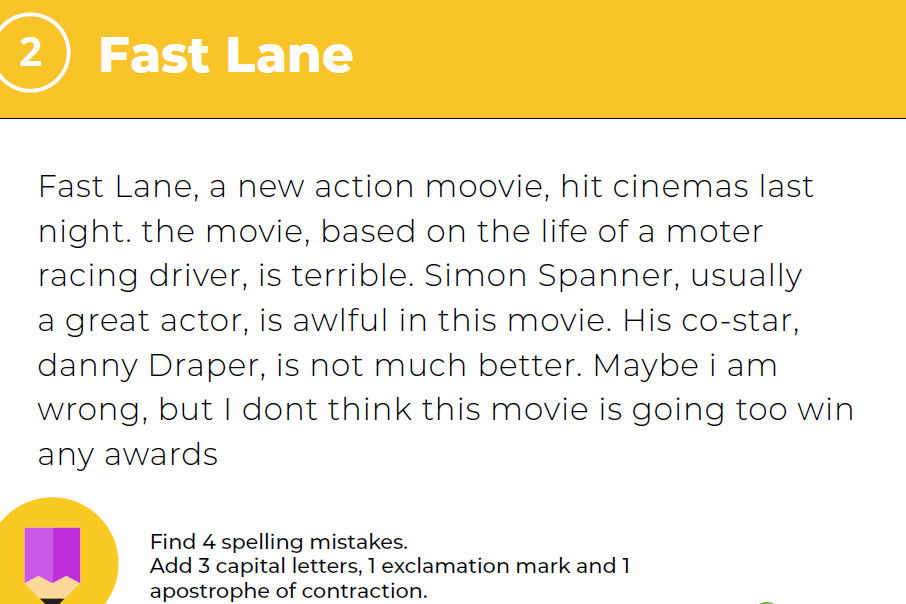 2
Fast Lane
Fast Lane, a new action moovie, hit cinemas last
night. the movie, based on the life of a moter
racing driver, is terrible. Simon Spanner, usually
a great actor, is awlful in this movie. His co-star,
danny Draper, is not much better. Maybe i am
wrong, but I dont think this movie is going too win
any awards
Find 4 spelling mistakes.
Add 3 capital letters, 1 exclamation mark and 1
apostrophe of contraction.